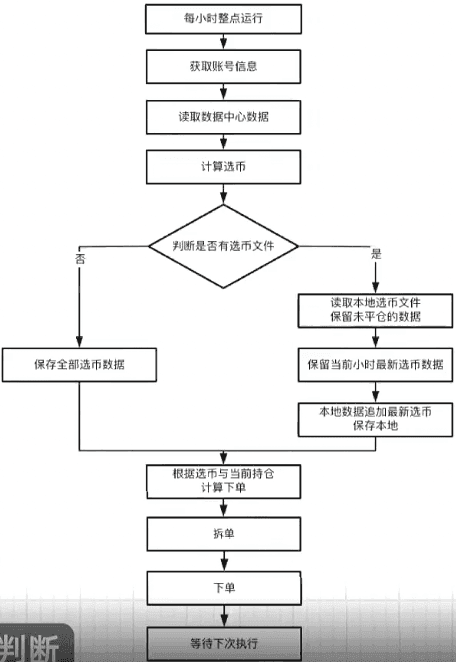 每小时整点运行
获取账号信息
读取数据中心数据
计算选币
判断是否有选币文件
否
是
读取本地选币文件
保留未平仓的数据
保存全部选币数据
保留当前小时最新选币数据
本地数据追加最新选币
保存本地
根据选币与当前持仓
计算下单
拆单
下单
等待下次执行
判断